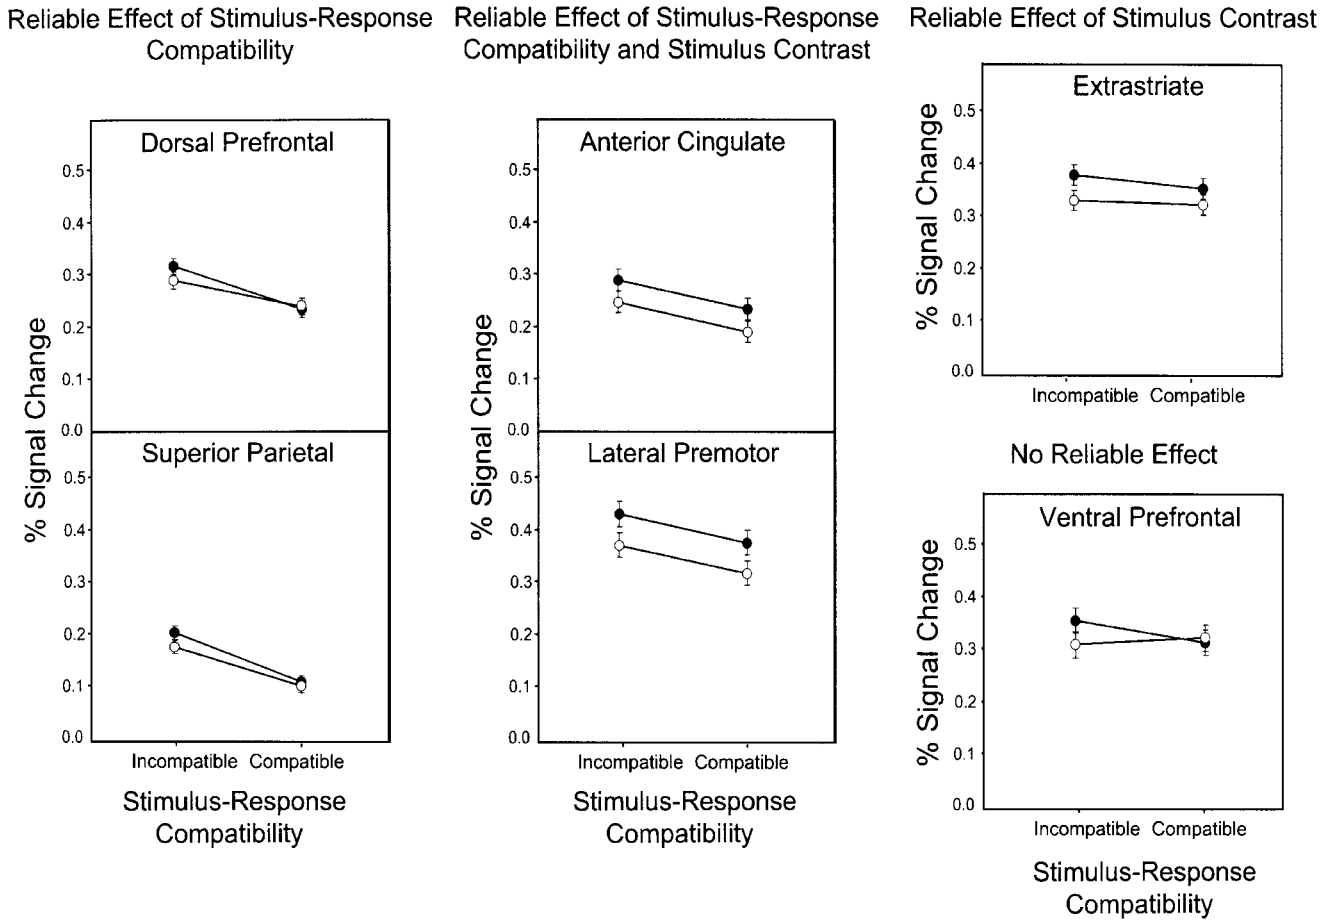 Reliable Effect of Stimulus-Response
Compatibility
Dorsal Prefrontal
0.5
0.4
0.3
0.2
0.1
0.0
Superior Parietal
0.5
0.4
0.3
0.2
0.1
0.0
% Signal Change
Incompatible Compatible
Stimulus-Response
Compatibility
Reliable Effect of Stimulus-Response
Compatibility and Stimulus Contrast
Anterior Cingulate
0.5
0.4
0.3
0.2
0.1
0.0
Lateral Premotor
0.5
0.4
0.3
0.2
0.1
0.0
% Signal Change
Incompatible Compatible
Stimulus-Response
Compatibility
Reliable Effect of Stimulus Contrast
Extrastriate
0.5
0.4
0.3
0.2
0.1
0.0
% Signal Change
Incompatible Compatible
No Reliable Effect
Ventral Prefrontal
0.5
0.4
0.3
0.2
0.1
0.0
% Signal Change
Incompatible Compatible
Stimulus-Response
Compatibility